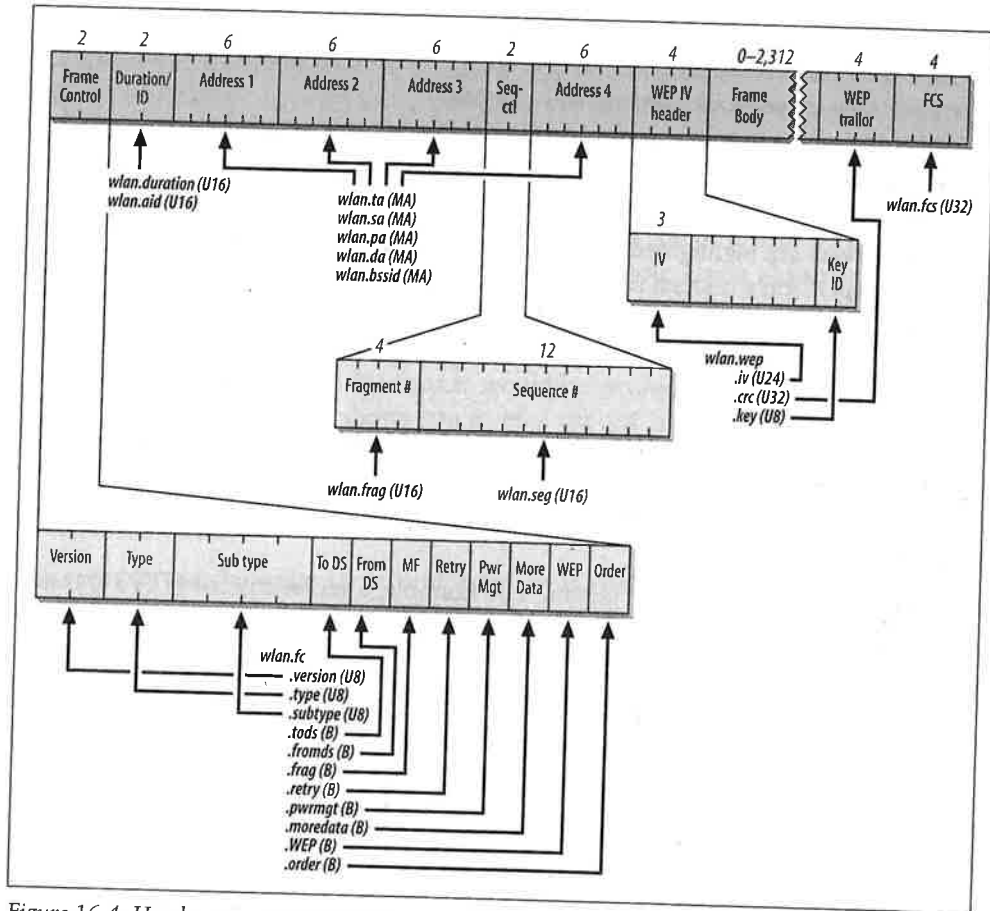 2 2 6 6 6 2 6 4 0–2,312 4 4
Frame Control Duration/ ID Address 1 Address 2 Address 3 Seq- ctl Address 4 WEP IV header Frame Body WEP trallor FCS
wlan.duration (U16)
wlan.aid (U16)
wlan.ta (MA)
wlan.sa (MA)
wlan.pa (MA)
wlan.da (MA)
wlan.bssid (MA)
wlan.fcs (U32)
3
IV Key ID
wlan.wep
.iv (U24)
.crc (U32)
.key (U8)
4 12
Fragment # Sequence #
wlan.frag (U16) wlan.seg (U16)
Version Type Sub type To DS From DS MF Retry Pwr Mgt More Data WEP Order
wlan.fc
.version (U8)
.type (U8)
.subtype (U8)
.tods (B)
.fromds (B)
.frag (B)
.retry (B)
.pwrmgt (B)
.moredata (B)
.WEP (B)
.order (B)
Figure 16-4.